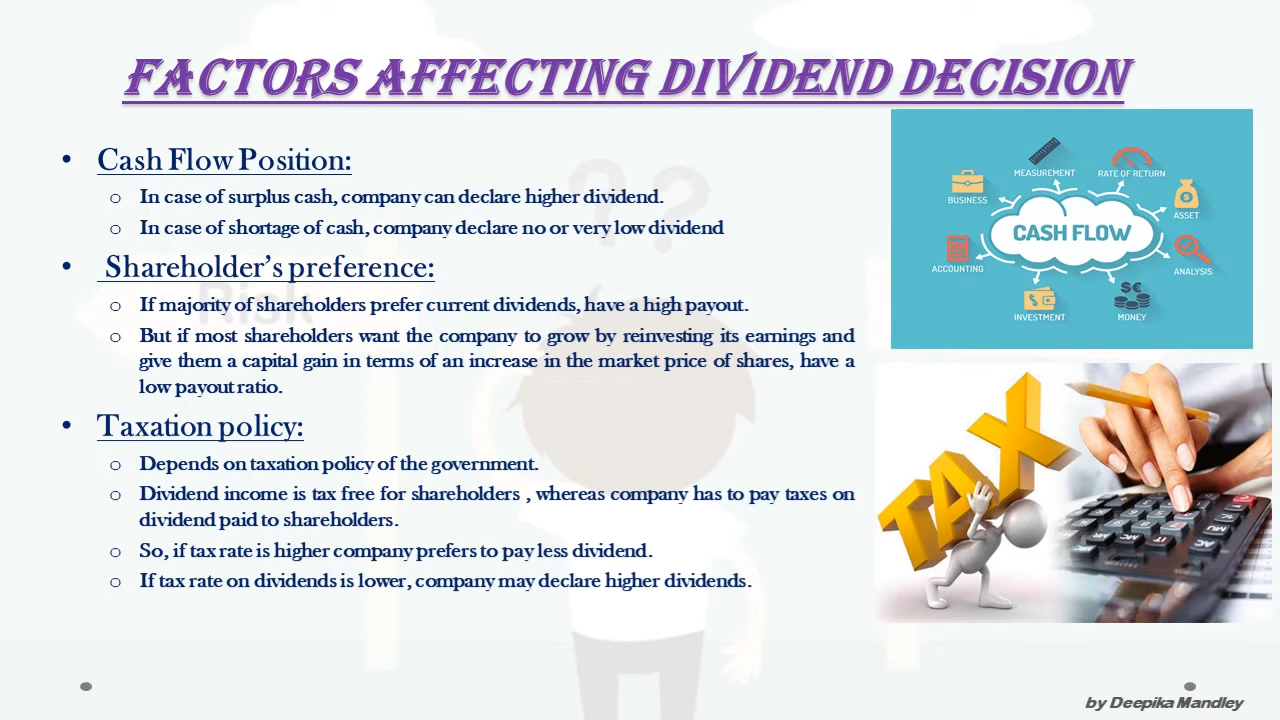 FACTORS AFFECTING DIVIDEND DECISION
• Cash Flow Position:
o In case of surplus cash, company can declare higher dividend.
o In case of shortage of cash, company declare no or very low dividend
• Shareholder's preference:
o If majority of shareholders prefer current dividends, have a high payout.
o But if most shareholders want the company to grow by reinvesting its earnings and
give them a capital gain in terms of an increase in the market price of shares, have a
low payout ratio.
• Taxation policy:
o Depends on taxation policy of the government.
o Dividend income is tax free for shareholders , whereas company has to pay taxes on
dividend paid to shareholders.
o So, if tax rate is higher company prefers to pay less dividend.
o If tax rate on dividends is lower, company may declare higher dividends.
MEASUREMENT
RATE OF RETURN
BUSINESS
ASSET
CASH FLOW
ACCOUNTING
ANALYSIS
INVESTMENT
$€
MONEY
TAX
MC
MR
AC
Risk
??
by Deepika Mandley